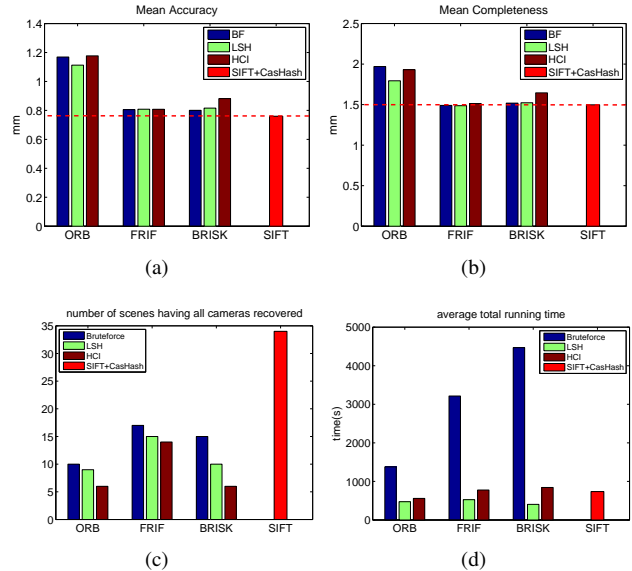 Mean Accuracy
1.4
1.2
1
0.8
0.6
0.4
0.2
0
mm
BF
LSH
HCI
SIFT+CasHash
ORB FRIF BRISK SIFT
(a)
Mean Completeness
2.5
2
1.5
1
0.5
0
mm
BF
LSH
HCI
SIFT+CasHash
ORB FRIF BRISK SIFT
(b)
number of scenes having all cameras recovered
35
30
25
20
15
10
5
0
Bruteforce
LSH
HCI
SIFT+CasHash
ORB FRIF BRISK SIFT
(c)
average total running time
5000
4000
3000
2000
1000
0
time(s)
Bruteforce
LSH
HCI
SIFT+CasHash
ORB FRIF BRISK SIFT
(d)